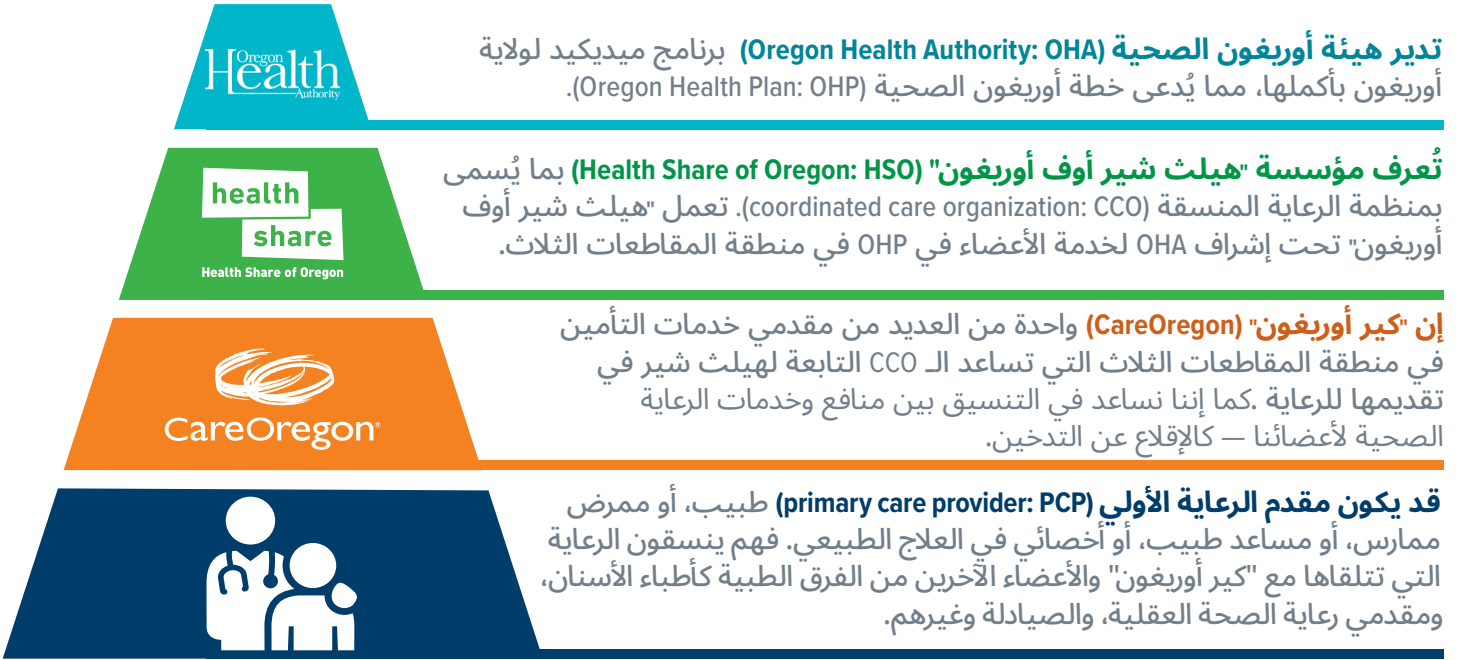 Oregon
Health
Authority
تدير هيئة أوريغون الصحية (Oregon Health Authority: OHA) برنامج ميديكيد لولاية
أوريغون بأكملها، مما يُدعى خطة أوريغون الصحية (Oregon Health Plan: OHP).
health
share
Health Share of Oregon
تُعرف مؤسسة "هيلث شير أوف أوريغون" (Health Share of Oregon: HSO) بما يُسمى
بمنظمة الرعاية المنسقة (coordinated care organization: CCO). تعمل "هيلث شير أوف
أوريغون" تحت إشراف OHA لخدمة الأعضاء في OHP في منطقة المقاطعات الثلاث.
CareOregon®
إن "كير أوريغون" (CareOregon) واحدة من العديد من مقدمي خدمات التأمين
في منطقة المقاطعات الثلاث التي تساعد الـ CCO التابعة لهيلث شير في
تقديمها للرعاية .كما إننا نساعد في التنسيق بين منافع وخدمات الرعاية
الصحية لأعضائنا — كالإقلاع عن التدخين.
قد يكون مقدم الرعاية الأولي (primary care provider: PCP) طبيب، أو ممرض
ممارس، أو مساعد طبيب، أو أخصائي في العلاج الطبيعي. فهم ينسقون الرعاية
التي تتلقاها مع "كير أوريغون" والأعضاء الآخرين من الفرق الطبية كأطباء الأسنان،
ومقدمي رعاية الصحة العقلية، والصيادلة وغيرهم.